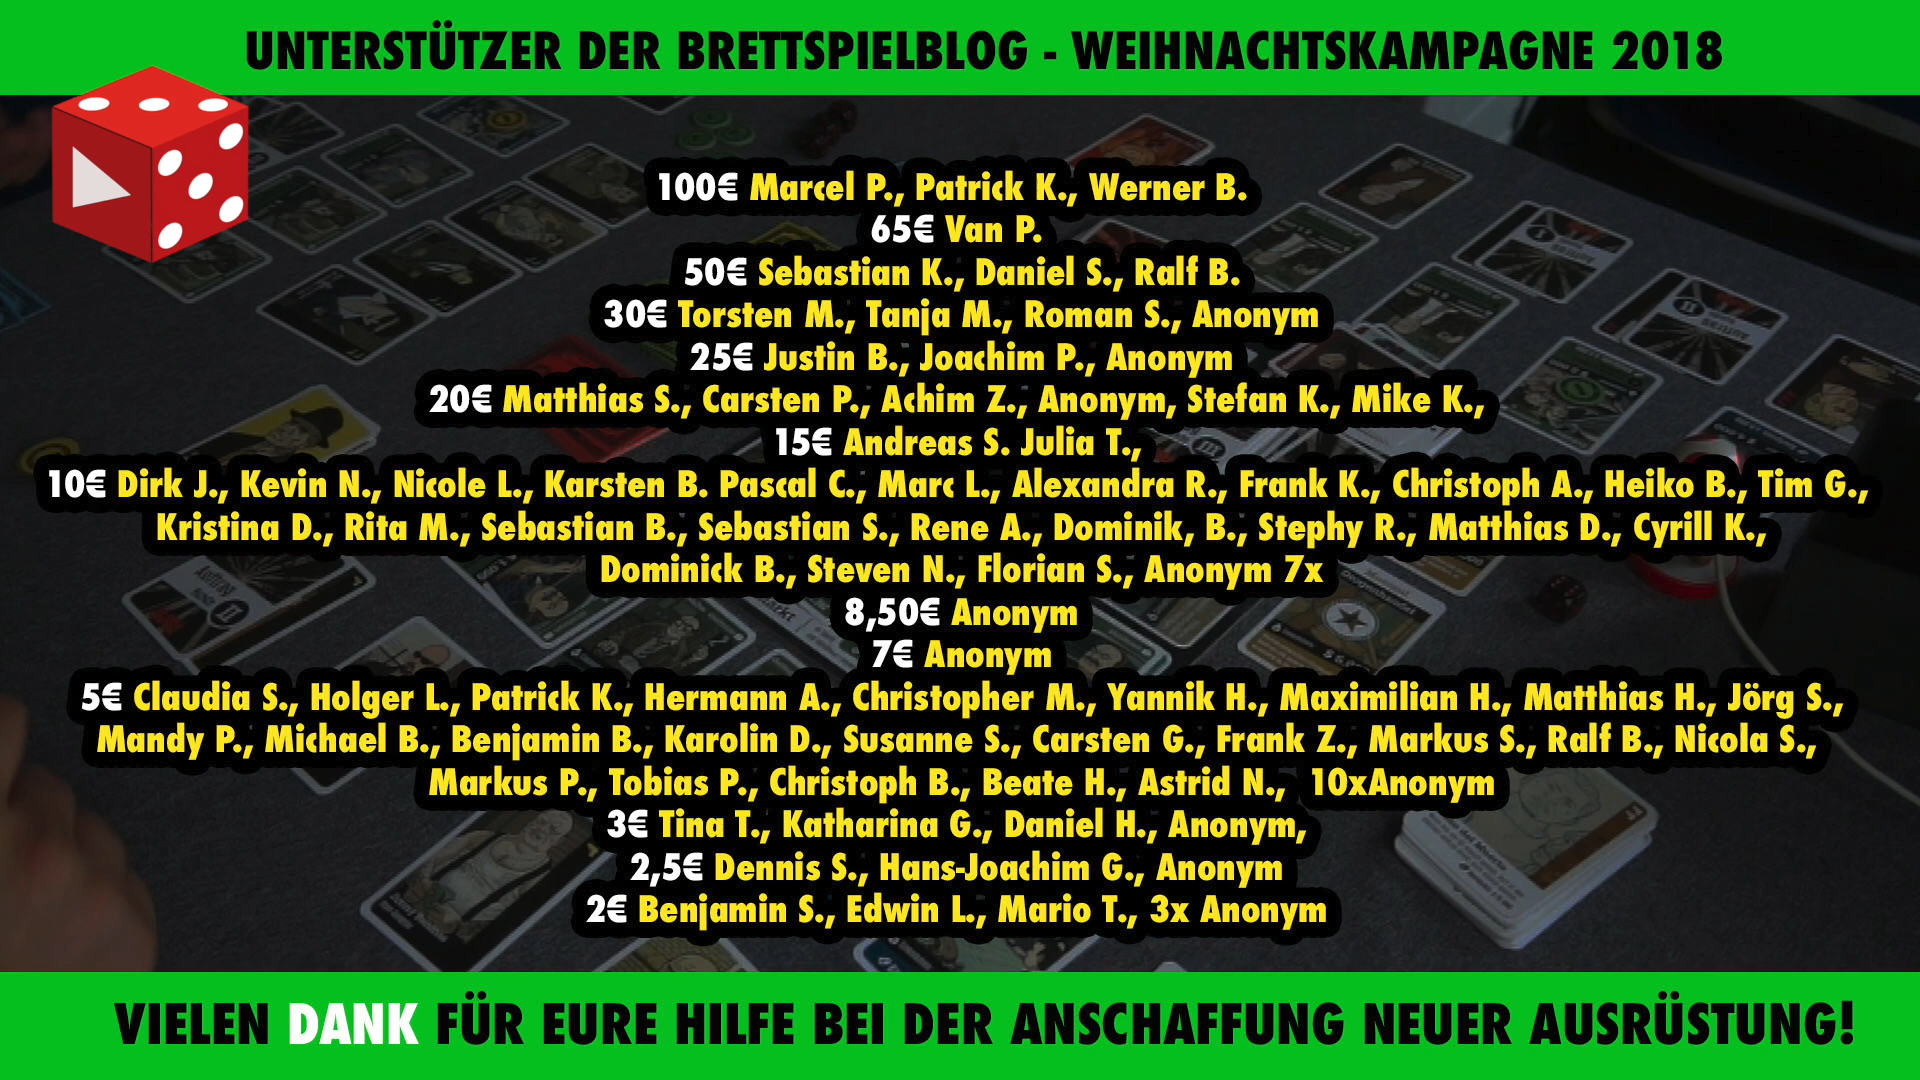 UNTERSTÜTZER DER BRETTSPIELBLOG - WEIHNACHTSKAMPAGNE 2018
100€ Marcel P., Patrick K., Werner B.
65€ Van P.
50€ Sebastian K., Daniel S., Ralf B.
30€ Torsten M., Tanja M., Roman S., Anonym
25€ Justin B., Joachim P., Anonym
20€ Matthias S., Carsten P., Achim Z., Anonym, Stefan K., Mike K.,
15€ Andreas S. Julia T.,
10€ Dirk J., Kevin N., Nicole L., Karsten B. Pascal C., Marc L., Alexandra R., Frank K., Christoph A., Heiko B., Tim G.,
Kristina D., Rita M., Sebastian B., Sebastian S., Rene A., Dominik, B., Stephy R., Matthias D., Cyrill K.,
Dominick B., Steven N., Florian S., Anonym 7x
8,50€ Anonym
7€ Anonym
5€ Claudia S., Holger L., Patrick K., Hermann A., Christopher M., Yannik H., Maximilian H., Matthias H., Jörg S.,
Mandy P., Michael B., Benjamin B., Karolin D., Susanne S., Carsten G., Frank Z., Markus S., Ralf B., Nicola S.,
Markus P., Tobias P., Christoph B., Beate H., Astrid N., 10xAnonym
3€ Tina T., Katharina G., Daniel H., Anonym,
2,5€ Dennis S., Hans-Joachim G., Anonym
2€ Benjamin S., Edwin L., Mario T., 3x Anonym
VIELEN DANK FÜR EURE HILFE BEI DER ANSCHAFFUNG NEUER AUSRÜSTUNG!